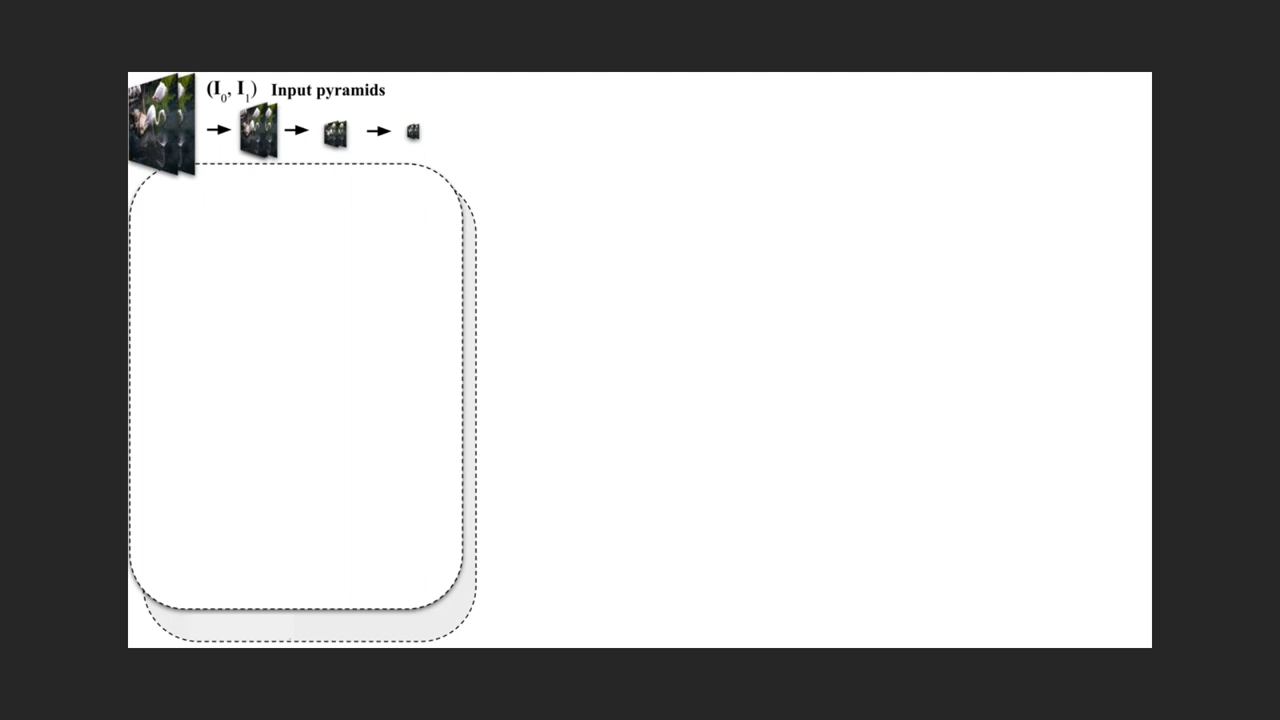 (I₀, I₁) Input pyramids